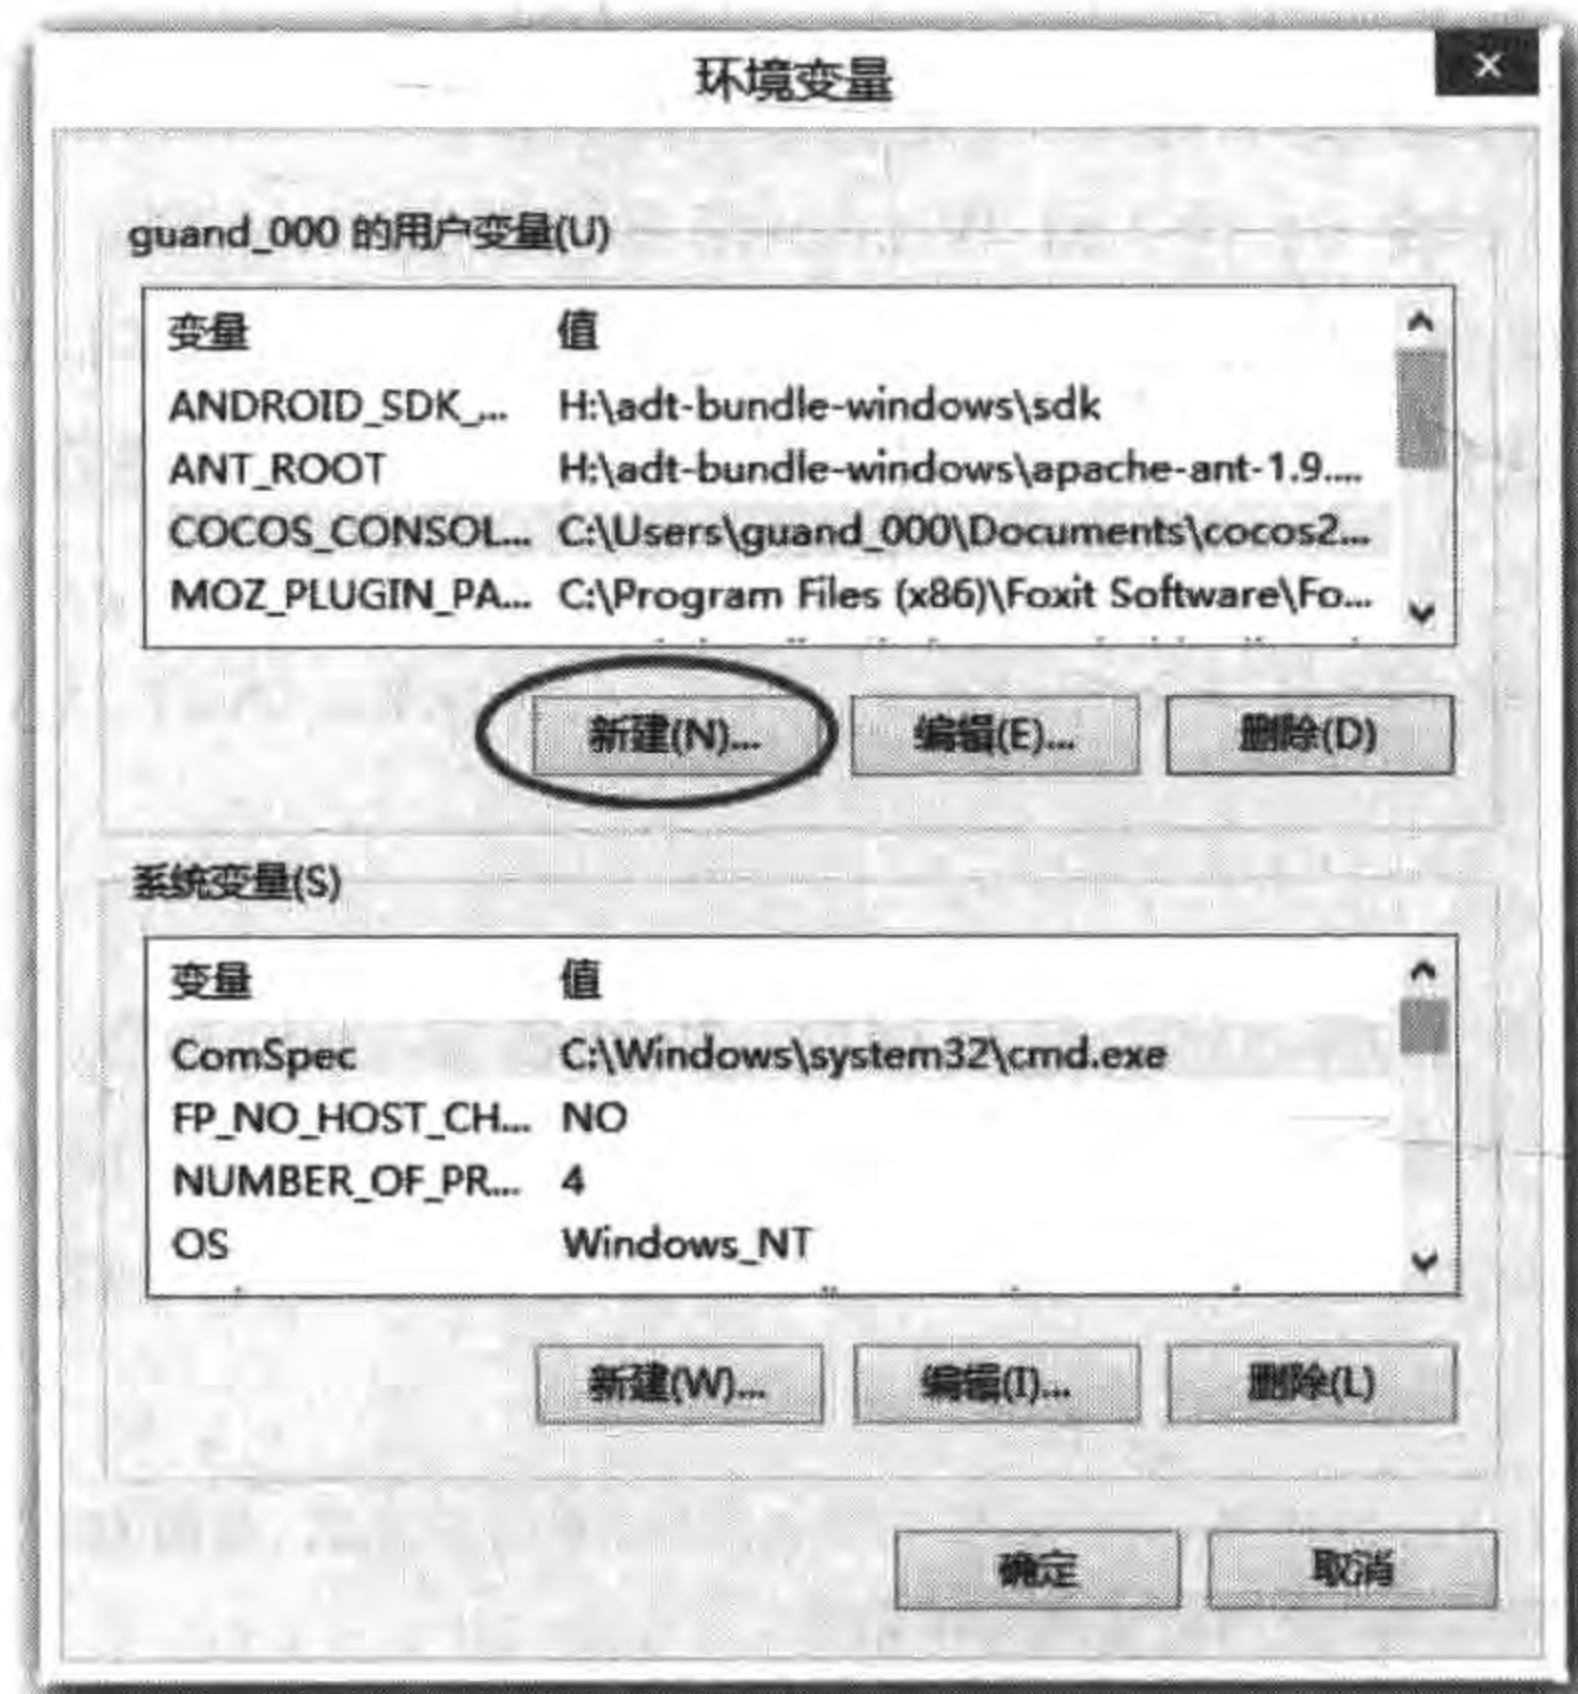 环境变量
×
guand_000 的用户变量(U)
变量 值
ANDROID_SDK_... H:\adt-bundle-windows\sdk
ANT_ROOT H:\adt-bundle-windows\apache-ant-1.9....
COCOS_CONSOL... C:\Users\guand_000\Documents\cocos2...
MOZ_PLUGIN_PA... C:\Program Files (x86)\Foxit Software\Fo...
新建(N)... 编辑(E)... 删除(D)
系统变量(S)
变量 值
ComSpec C:\Windows\system32\cmd.exe
FP_NO_HOST_CH... NO
NUMBER_OF_PR... 4
OS Windows_NT
新建(W)... 编辑(I)... 删除(L)
确定 取消